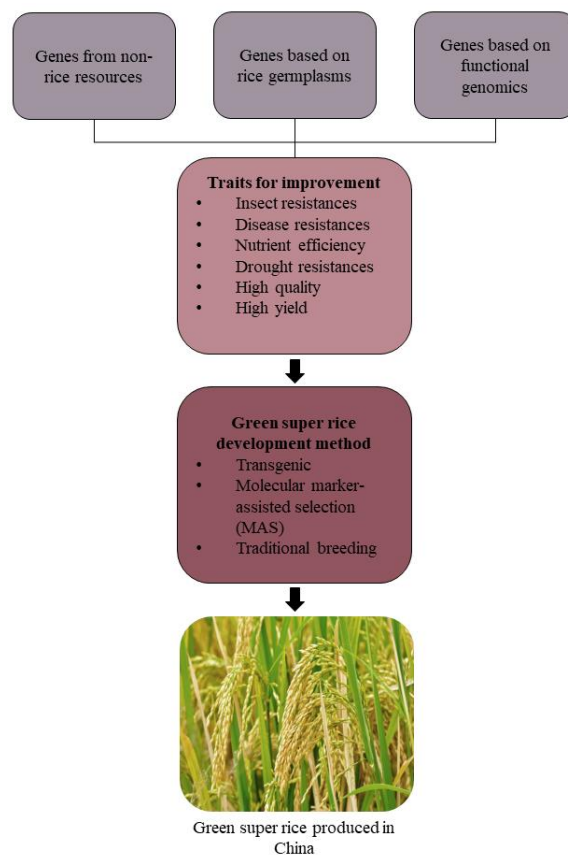 Genes from non-
rice resources
Genes based on
rice germplasms
Genes based on
functional
genomics
Traits for improvement
• Insect resistances
• Disease resistances
• Nutrient efficiency
• Drought resistances
• High quality
• High yield
Green super rice
development method
• Transgenic
• Molecular marker-
assisted selection
(MAS)
• Traditional breeding
Green super rice produced in
China